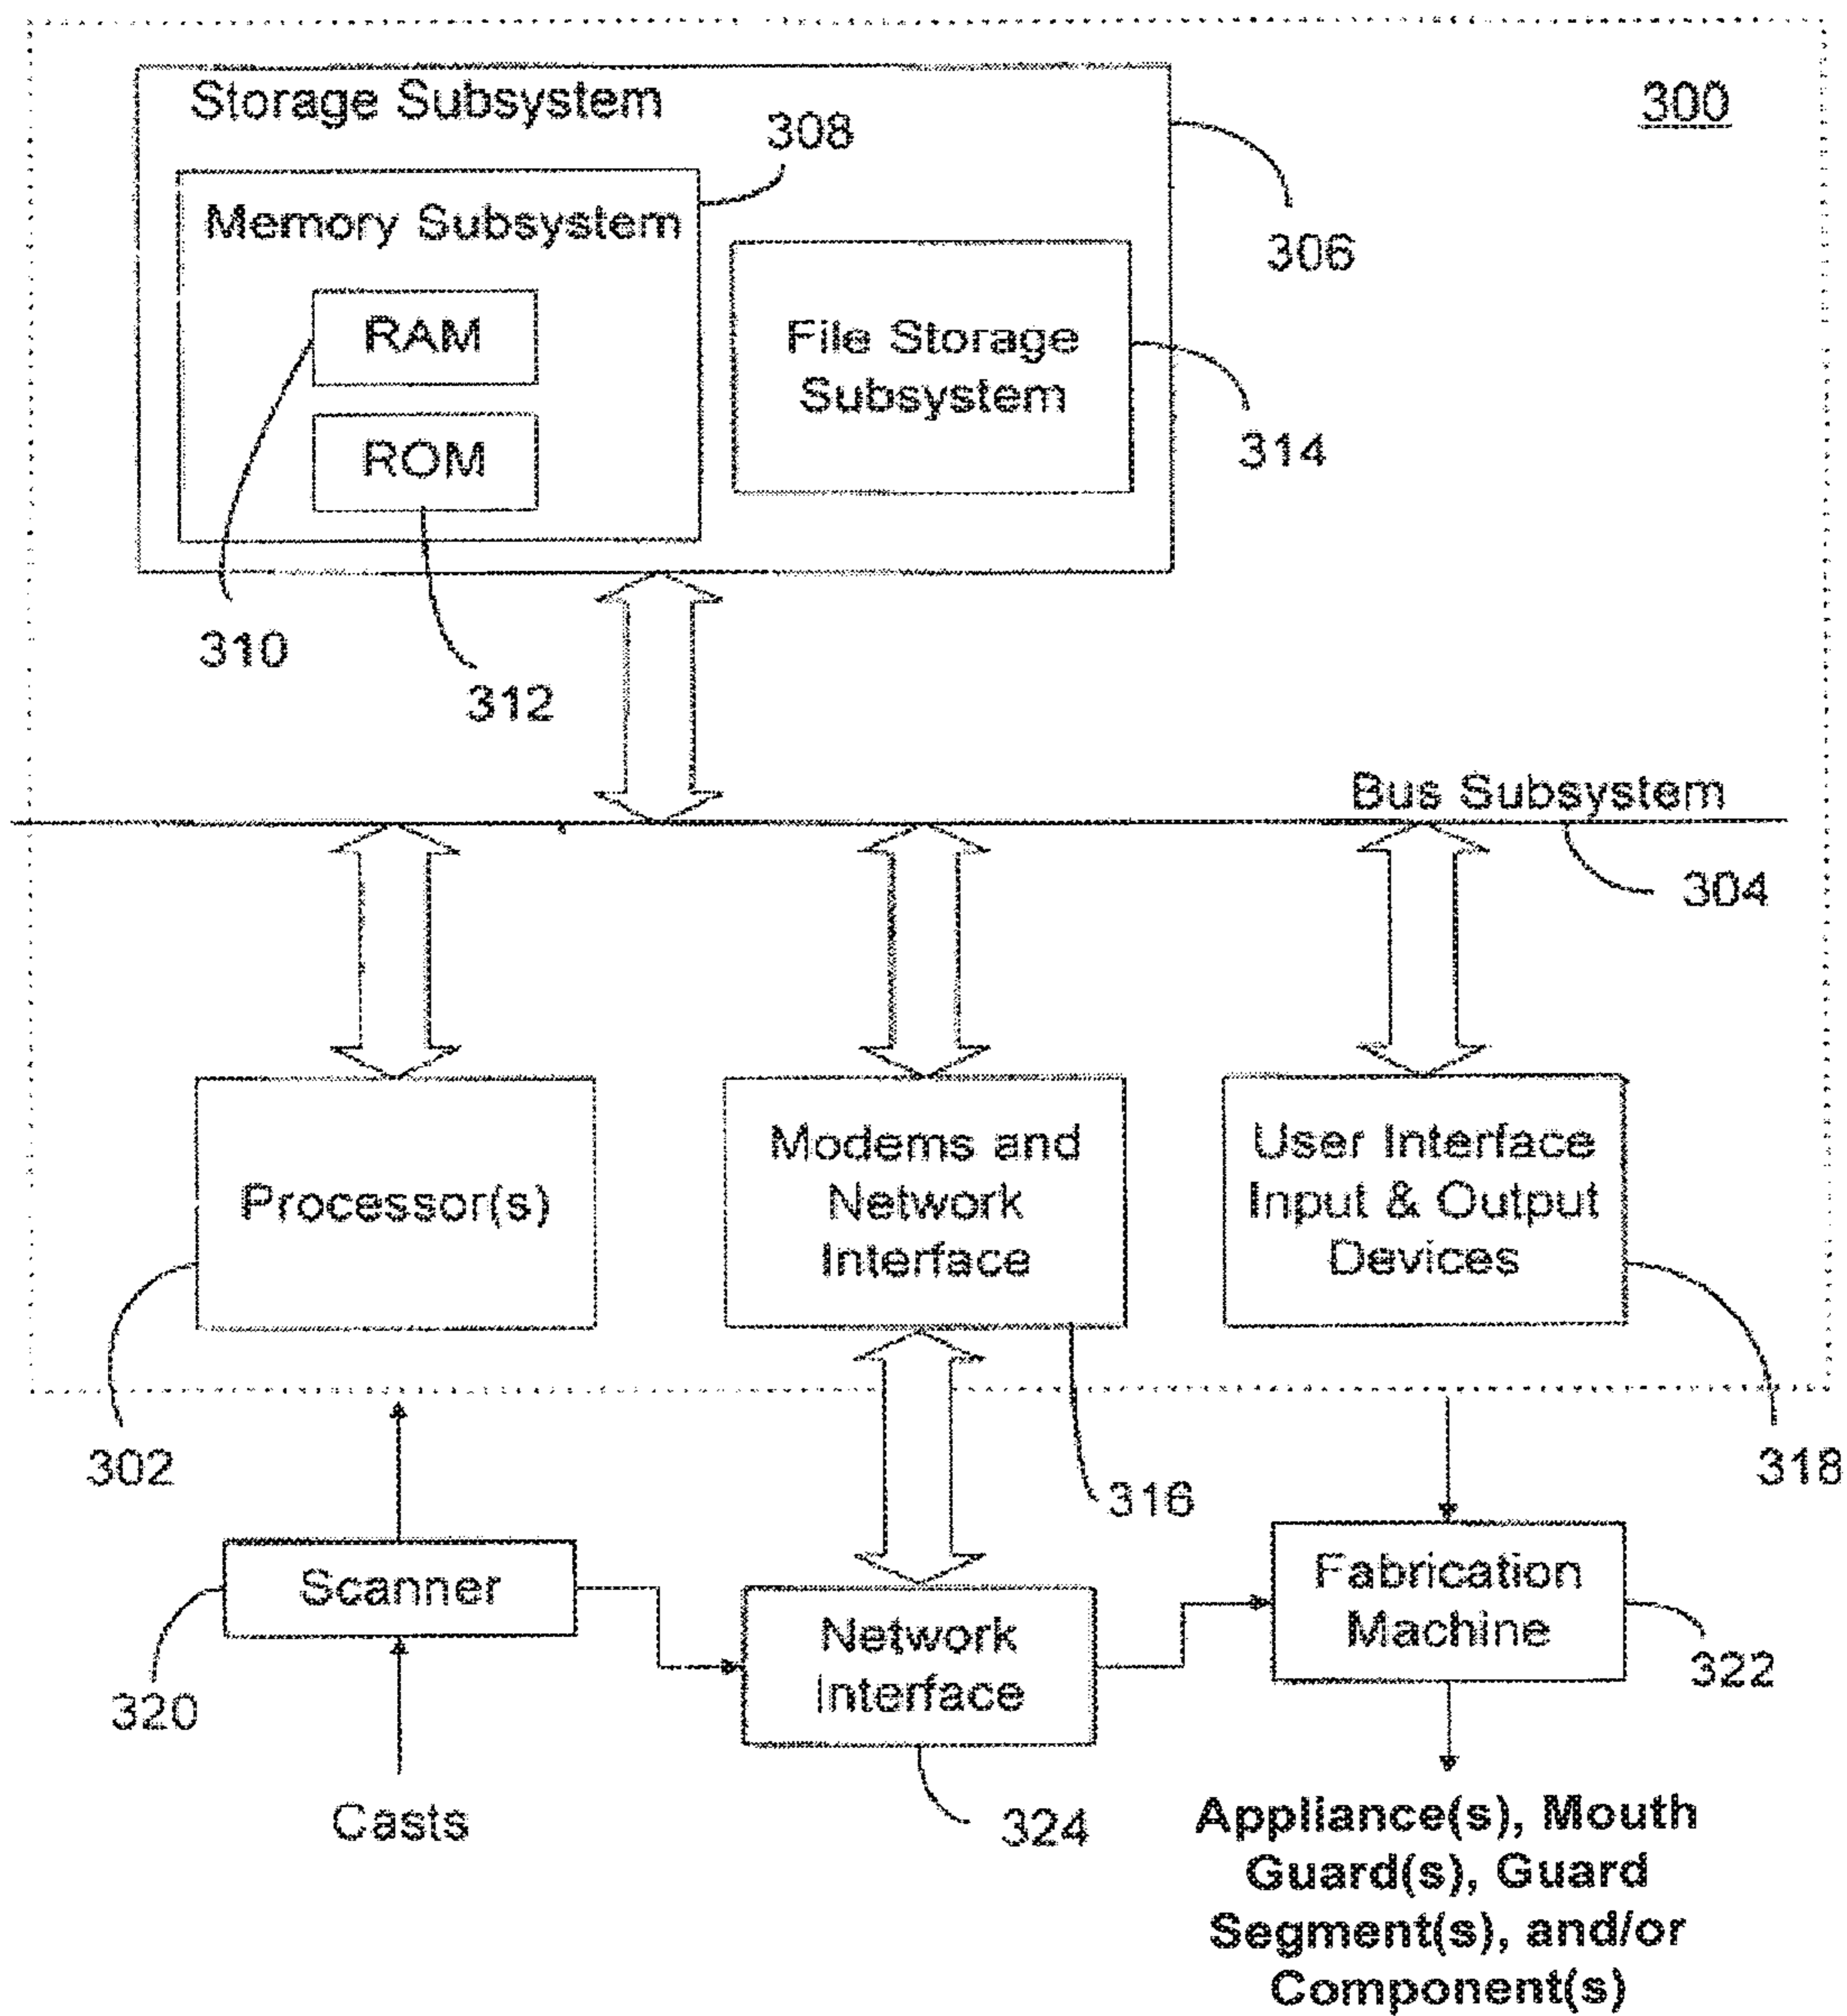 Storage Subsystem
300
308
Memory Subsystem
306
RAM
File Storage
Subsystem
314
ROM
310
312
Bus Subsystem
304
Processor(s)
Modems and
Network
Interface
User Interface
Input & Output
Devices
302
316
318
Scanner
Fabrication
Machine
Network
Interface
320
322
Casts
324
Appliance(s), Mouth
Guard(s), Guard
Segment(s), and/or
Component(s)